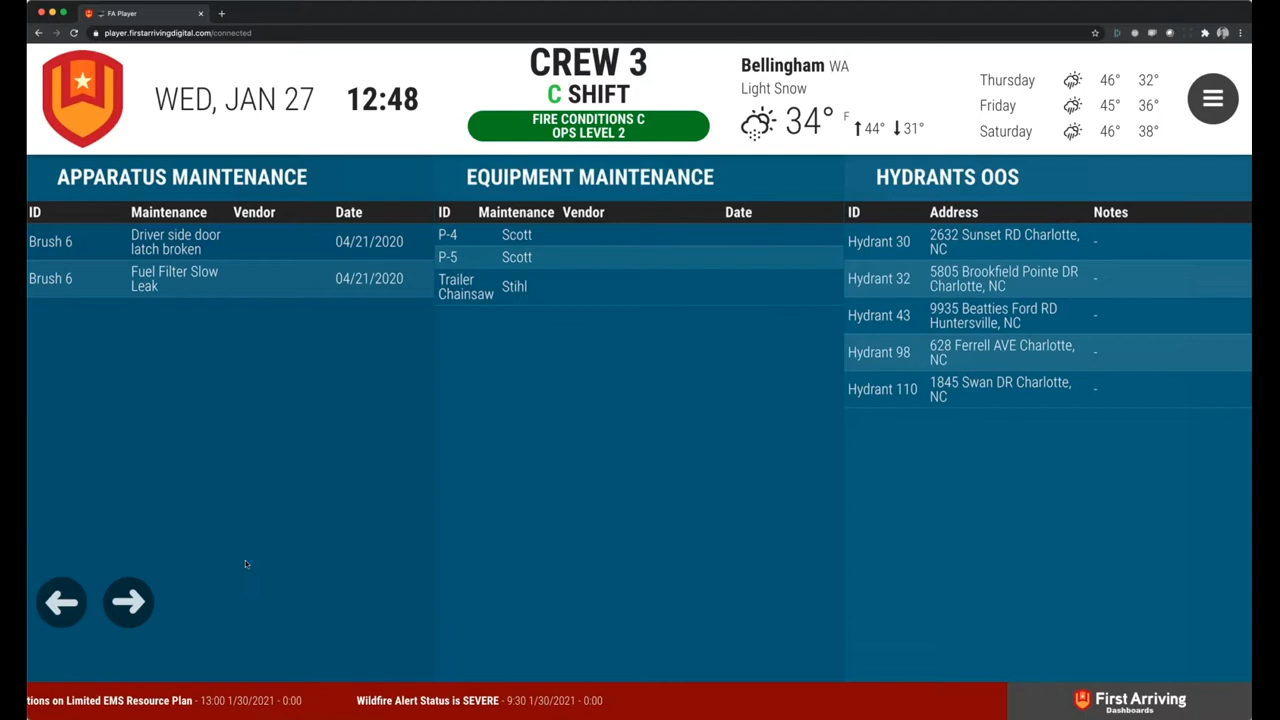 FA Player
player.firstarrivingdigital.com/connected
WED, JAN 27
12:48
CREW 3
C SHIFT
FIRE CONDITIONS C
OPS LEVEL 2
Bellingham WA
Light Snow
34° F 44° 31°
Thursday 46° 32°
Friday 45° 36°
Saturday 46° 38°
APPARATUS MAINTENANCE
ID Maintenance Vendor Date
Brush 6 Driver side door 04/21/2020
latch broken
Brush 6 Fuel Filter Slow 04/21/2020
Leak
EQUIPMENT MAINTENANCE
ID Maintenance Vendor Date
P-4 Scott
P-5 Scott
Trailer Stihl
Chainsaw
HYDRANTS OOS
ID Address Notes
Hydrant 30 2632 Sunset RD Charlotte, -
NC
Hydrant 32 5805 Brookfield Pointe DR -
Charlotte, NC
Hydrant 43 9935 Beatties Ford RD -
Huntersville, NC
Hydrant 98 628 Ferrell AVE Charlotte, -
NC
Hydrant 110 1845 Swan DR Charlotte, -
NC
tions on Limited EMS Resource Plan - 13:00 1/30/2021 - 0:00 Wildfire Alert Status is SEVERE - 9:30 1/30/2021 - 0:00
First Arriving
Dashboards